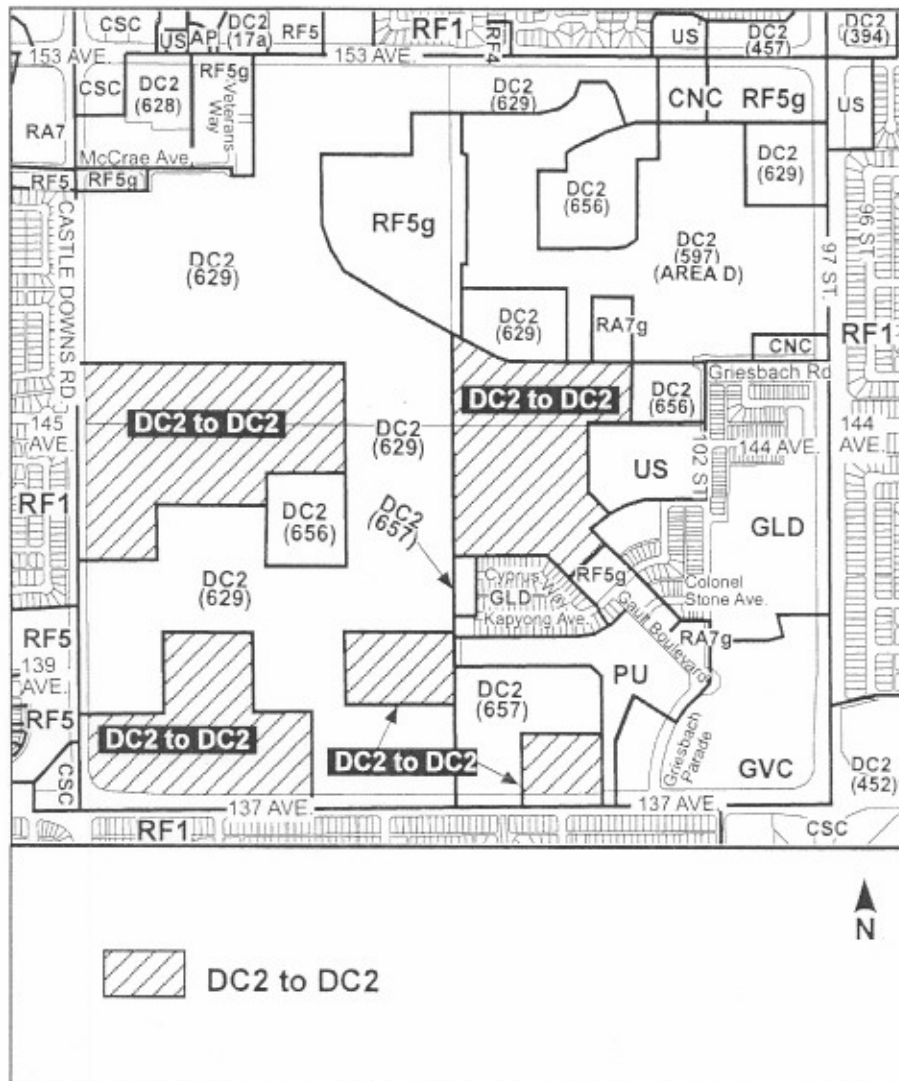 CSC
US
AP
DC2
(17a)
RF5
RF1
RF4
US
DC2
(457)
DC2
(394)
153 AVE.
153 AVE.
CSC
DC2
(628)
RF5g
Veterans
Way
DC2
(629)
CNC
RF5g
US
RA7
McCrae Ave.
RF5
RF5g
DC2
(629)
DC2
(656)
RF5g
CASTLE DOWNS RD
DC2
(629)
DC2
(597)
(AREA D)
97 ST.
96 ST.
DC2
(629)
RA7g
CNC
RF1
Griesbach Rd
DC2 to DC2
DC2 to DC2
DC2
(656)
145
AVE.
DC2
(629)
102 ST.
144 AVE.
144
AVE.
US
RF1
DC2
(656)
DC2
(657)
GLD
DC2
(629)
Cyprus Way
GLD
Kapyong Ave.
RF5g
Colonel
Stone Ave.
Gault Boulevard
RA7g
RF5
139
AVE.
RF5
PU
DC2
(657)
DC2 to DC2
DC2 to DC2
Griesbach
Parade
GVC
DC2
(452)
CSC
137 AVE.
137 AVE.
RF1
CSC
N
DC2 to DC2